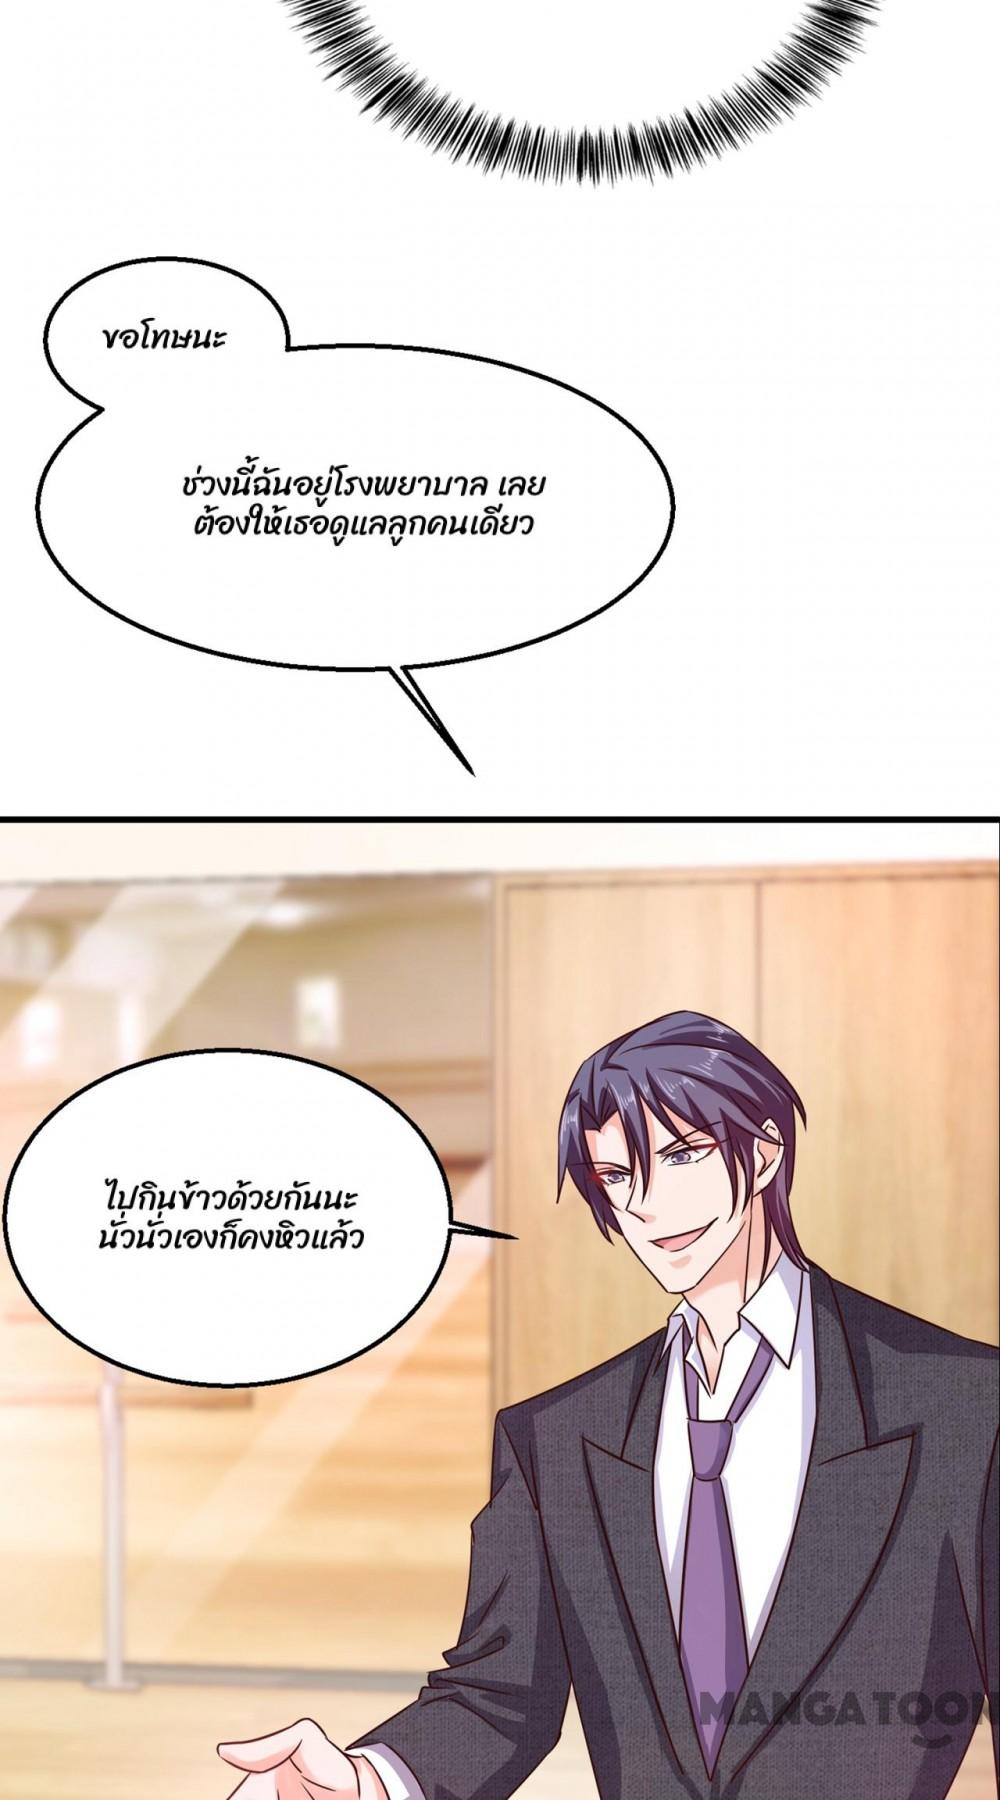 ขอโทษนะ
ช่วงนี้ฉันอยู่โรงพยาบาล เลย
ต้องให้เธอดูแลลูกคนเดียว
ไปกินข้าวด้วยกันนะ
นั่วนั่วเองก็คงหิวแล้ว
MANGATOON